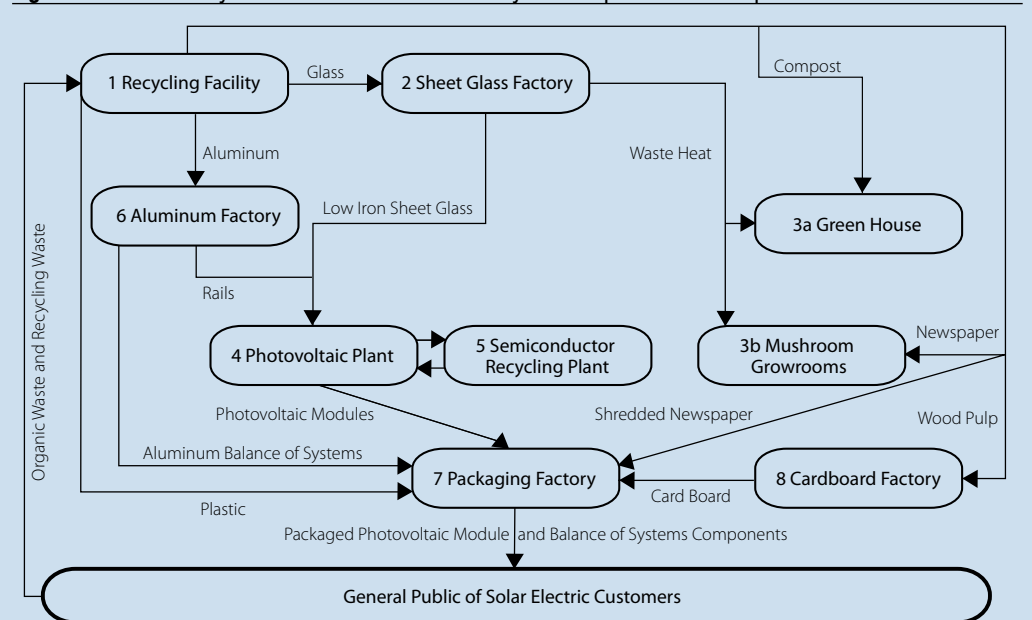 1 Recycling Facility
Glass
2 Sheet Glass Factory
Compost
Aluminum
Waste Heat
6 Aluminum Factory
Low Iron Sheet Glass
3a Green House
Organic Waste and Recycling Waste
Rails
4 Photovoltaic Plant
5 Semiconductor
Recycling Plant
3b Mushroom
Growrooms
Newspaper
Photovoltaic Modules
Shredded Newspaper
Wood Pulp
Aluminum Balance of Systems
7 Packaging Factory
8 Cardboard Factory
Card Board
Plastic
Packaged Photovoltaic Module and Balance of Systems Components
General Public of Solar Electric Customers